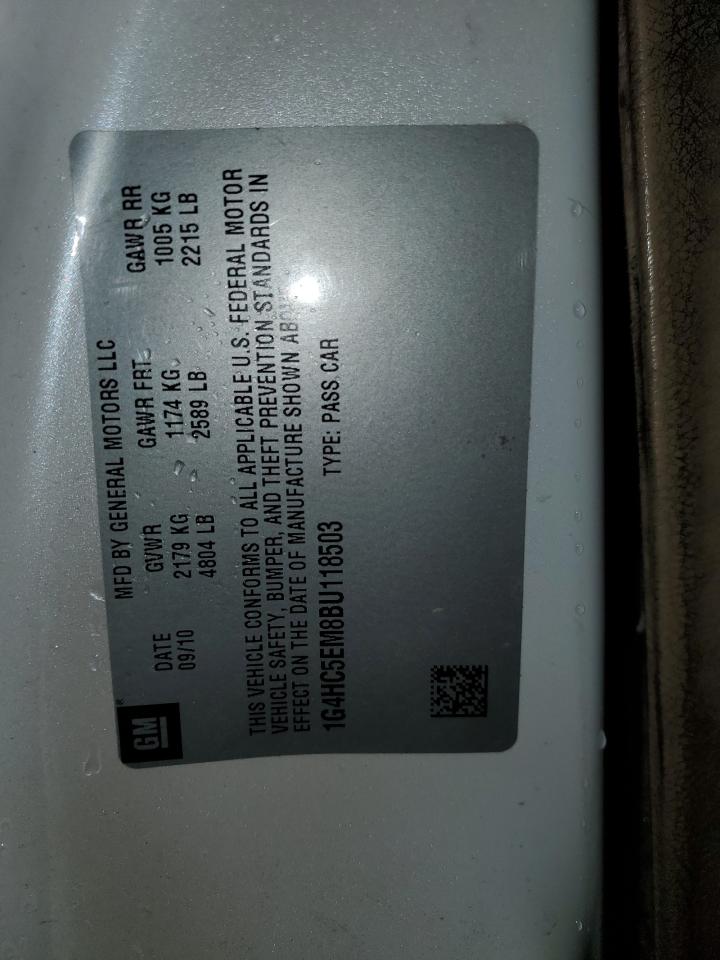 GM
MFD BY GENERAL MOTORS LLC
DATE GVWR GAWR FRT GAWR RR
09/10 2179 KG 1174 KG 1005 KG
4804 LB 2589 LB 2215 LB
THIS VEHICLE CONFORMS TO ALL APPLICABLE U.S. FEDERAL MOTOR
VEHICLE SAFETY, BUMPER, AND THEFT PREVENTION STANDARDS IN
EFFECT ON THE DATE OF MANUFACTURE SHOWN ABOVE
1G4HC5EM8BU118503 TYPE: PASS CAR